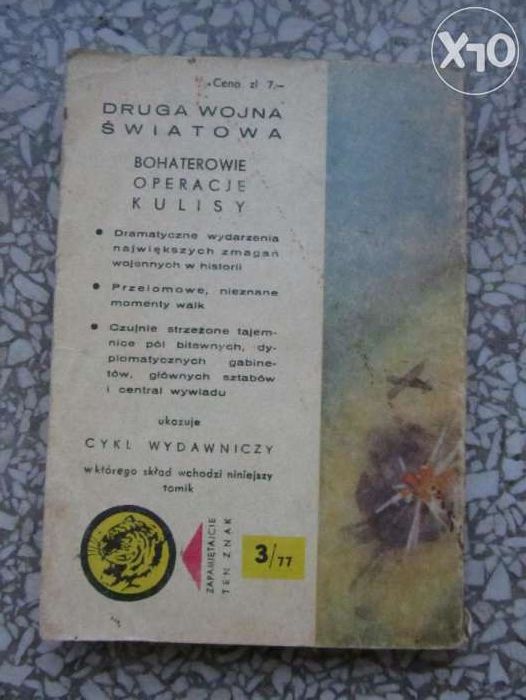 OLX
Cena zł 7,-
DRUGA WOJNA
ŚWIATOWA
BOHATEROWIE
OPERACJE
KULISY
• Dramatyczne wydarzenia
największych zmagań
wojennych w historii
• Przełomowe, nieznane
momenty walk
• Czujnie strzeżone tajem-
nice pól bitewnych, dy-
plomatycznych gabine-
tów, głównych sztabów
i central wywiadu
ukazuje
CYKL WYDAWNICZY
w którego skład wchodzi niniejszy
tomik
ZAPAMIĘTAJCIE
TEN ZNAK
3/77